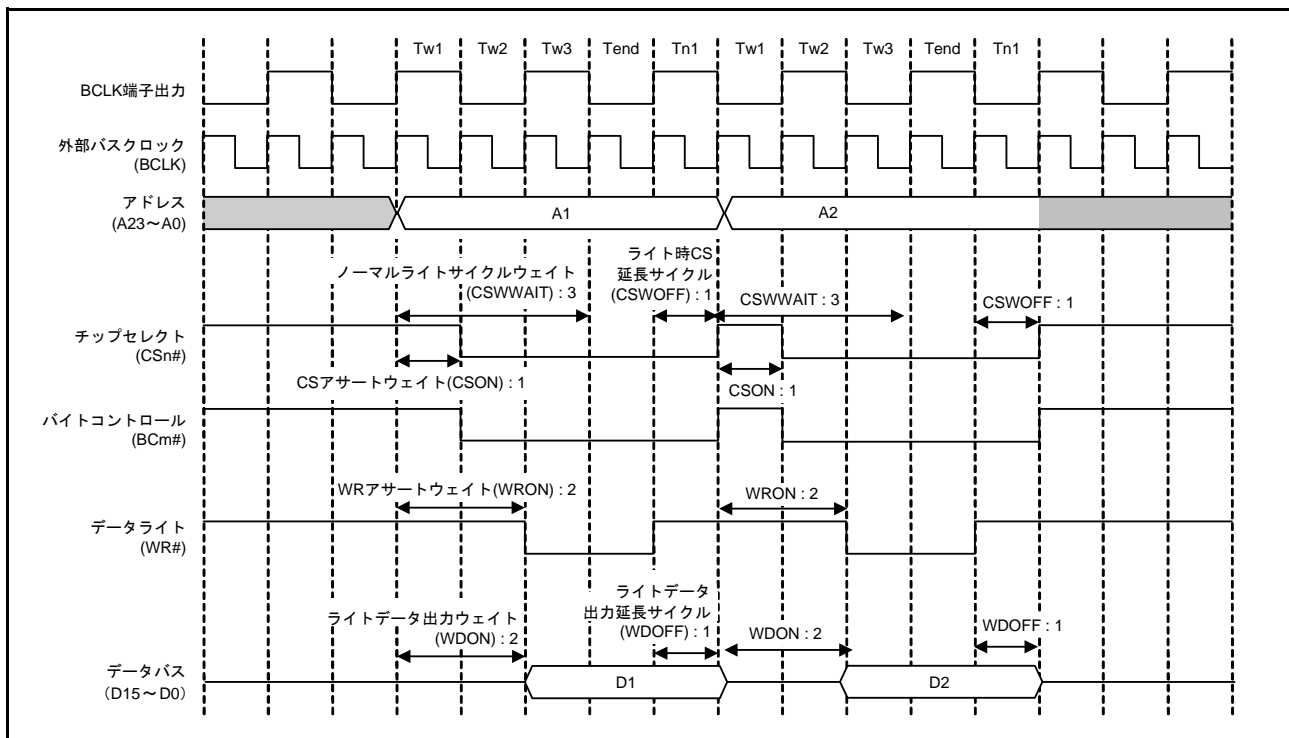 Tw1 Tw2 Tw3 Tend Tn1 Tw1 Tw2 Tw3 Tend Tn1
BCLK端子出力
外部バスクロック
(BCLK)
アドレス
(A23～A0)
A1
A2
ノーマルライトサイクルウェイト
(CSWWAIT) : 3
ライト時CS
延長サイクル
(CSWOFF) : 1
CSWWAIT : 3
CSWOFF : 1
チップセレクト
(CSn#)
CSアサートウェイト(CSON) : 1
CSON : 1
バイトコントロール
(BCm#)
WRアサートウェイト(WRON) : 2
WRON : 2
データライト
(WR#)
ライトデータ出力ウェイト
(WDON) : 2
ライトデータ
出力延長サイクル
(WDOFF) : 1
WDON : 2
WDOFF : 1
データバス
（D15～D0）
D1
D2